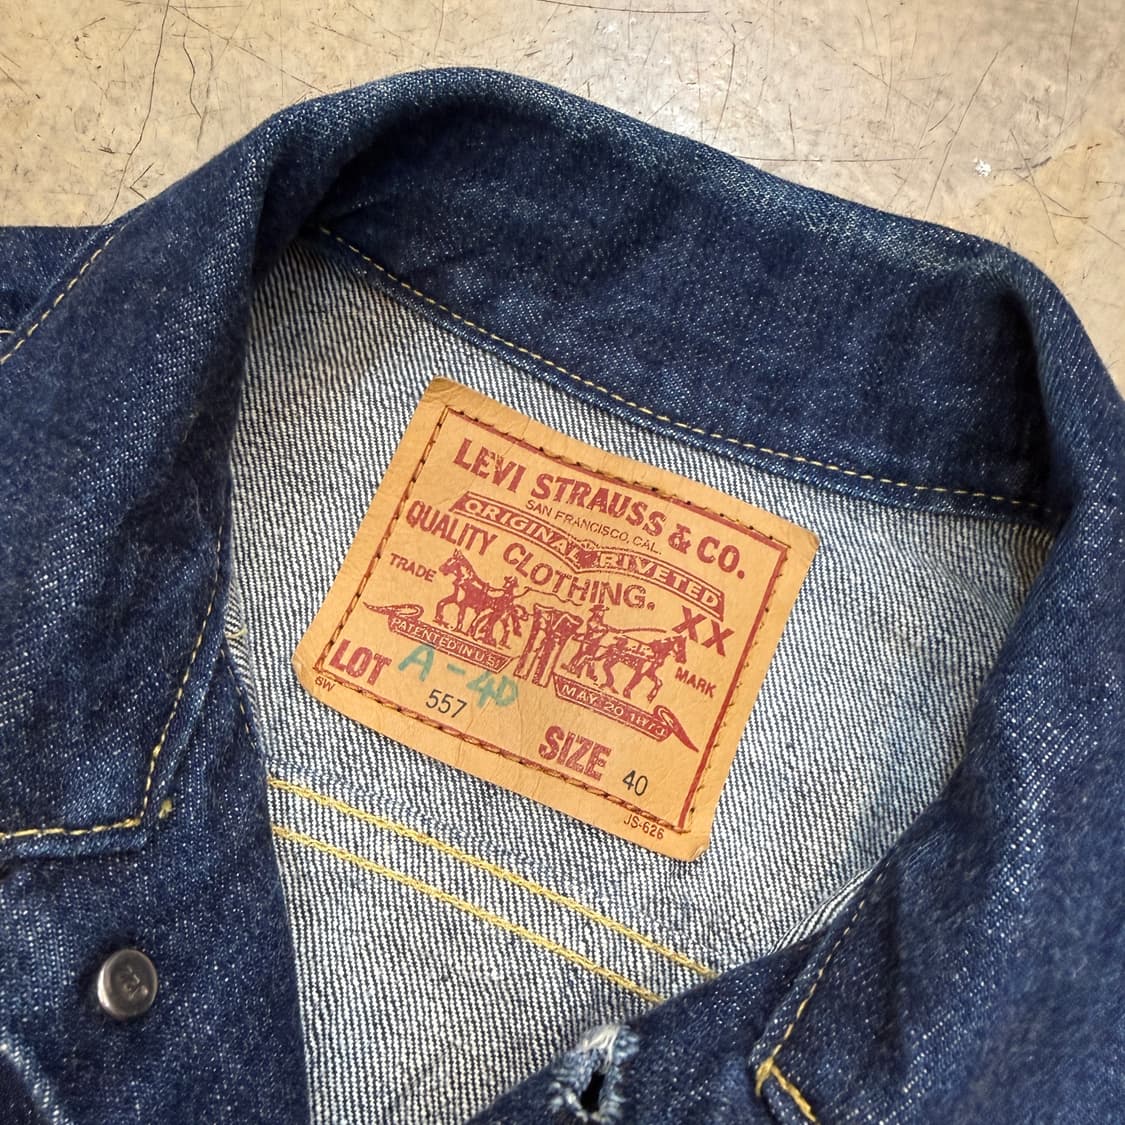 LEVI STRAUSS & CO.
SAN FRANCISCO, CAL.
ORIGINAL RIVETED
QUALITY CLOTHING.
TRADE
XX
MARK
PATENTED IN U.S.
MAY 20 1873
LOT
A-40
557
SIZE
40
SW
JS-626